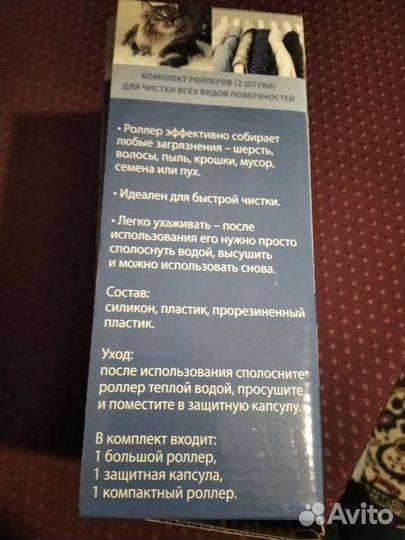 КОМПЛЕКТ РОЛЛЕРОВ (2 ШТУКИ)
ДЛЯ ЧИСТКИ ВСЕХ ВИДОВ ПОВЕРХНОСТЕЙ
• Роллер эффективно собирает
любые загрязнения – шерсть,
волосы, пыль, крошки, мусор,
семена или пух.
• Идеален для быстрой чистки.
• Легко ухаживать – после
использования его нужно просто
сполоснуть водой, высушить
и можно использовать снова.
Состав:
силикон, пластик, прорезиненный
пластик.
Уход:
после использования сполосните
роллер теплой водой, просушите
и поместите в защитную капсулу.
В комплект входит:
1 большой роллер,
1 защитная капсула,
1 компактный роллер.
Avito